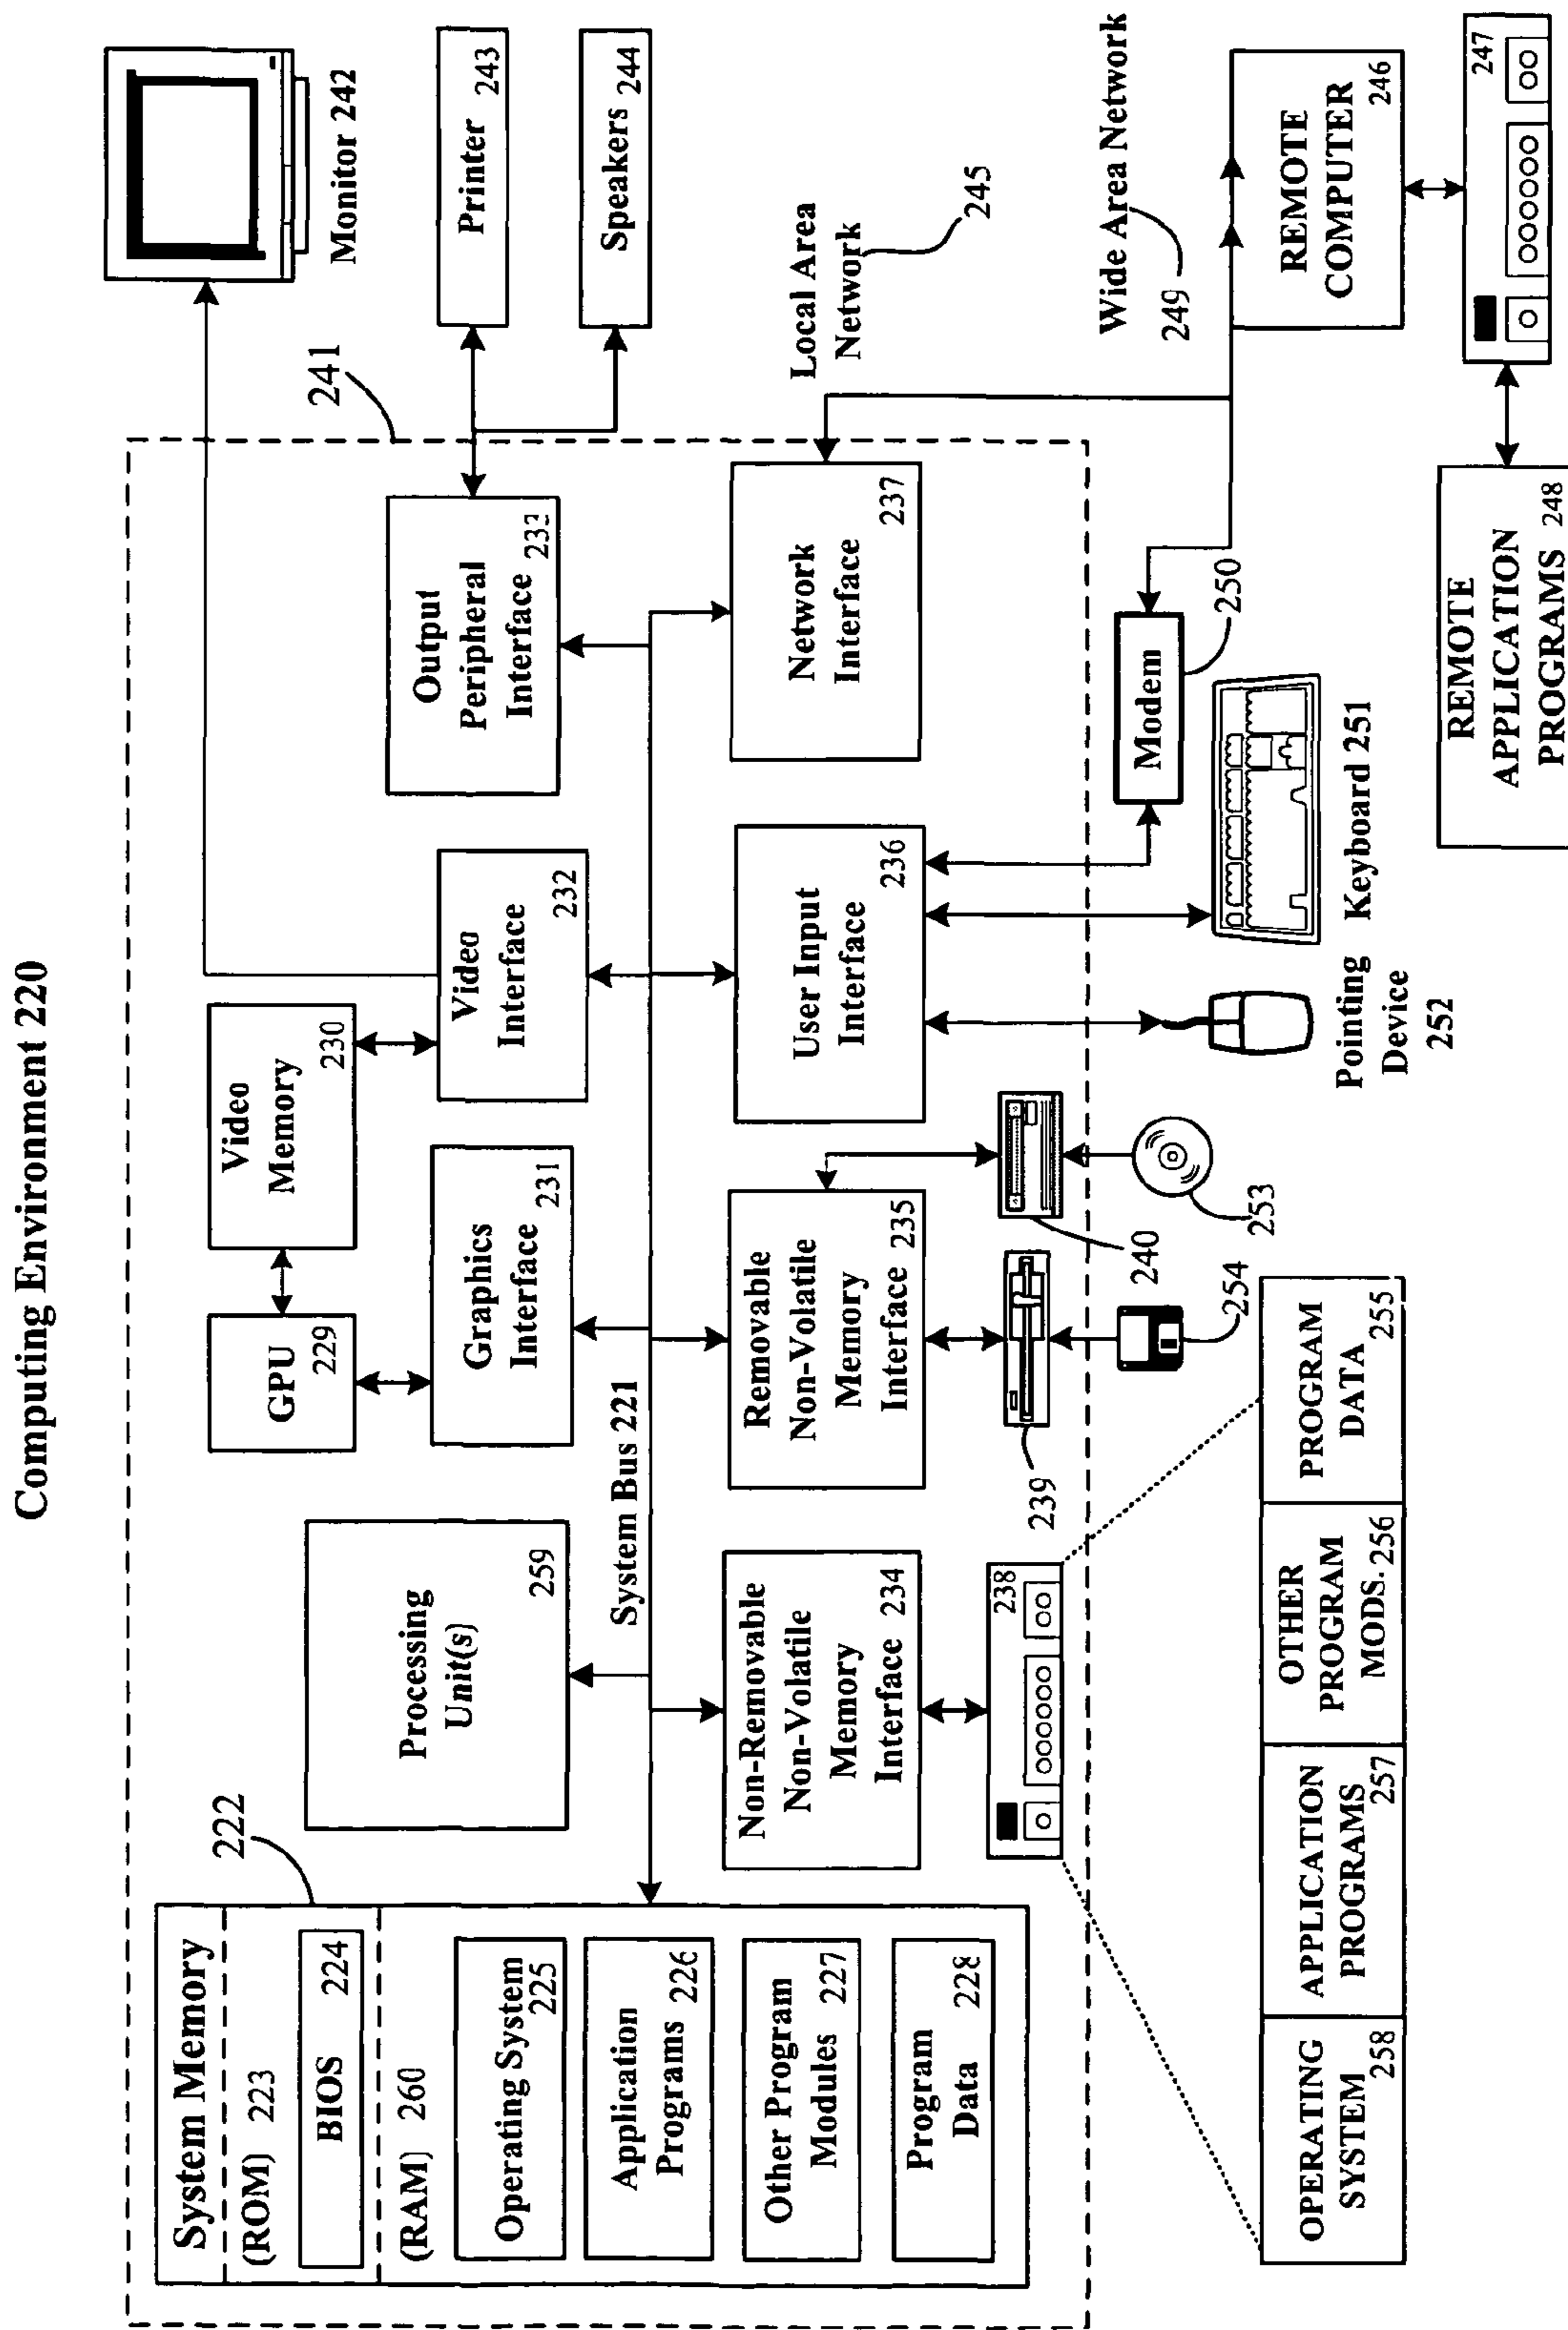 Computing Environment 220
System Memory
(ROM) 223
BIOS 224
(RAM) 260
Operating System
225
Application
Programs 226
Other Program
Modules 227
Program
Data 228
222
Processing
Unit(s)
259
System Bus 221
GPU
229
Video
Memory
230
Graphics
Interface
231
Video
Interface
232
Output
Peripheral
Interface 233
241
Monitor 242
Printer
243
Speakers
244
Non-Removable
Non-Volatile
Memory
Interface 234
Removable
Non-Volatile
Memory
Interface 235
User Input
Interface
236
Network
Interface
237
Local Area
Network
245
238
239
240
254
253
Modem
250
Wide Area Network
249
REMOTE
COMPUTER
246
247
Pointing
Device
252
Keyboard 251
OPERATING
SYSTEM
258
APPLICATION
PROGRAMS
257
OTHER
PROGRAM
MODS. 256
PROGRAM
DATA
255
REMOTE
APPLICATION
PROGRAMS 248